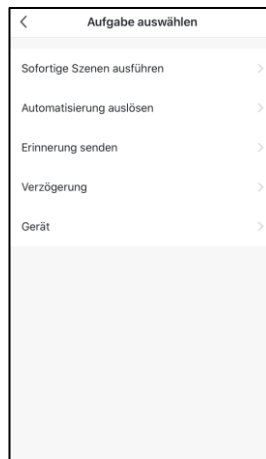 Aufgabe auswählen
Sofortige Szenen ausführen
Automatisierung auslösen
Erinnerung senden
Verzögerung
Gerät